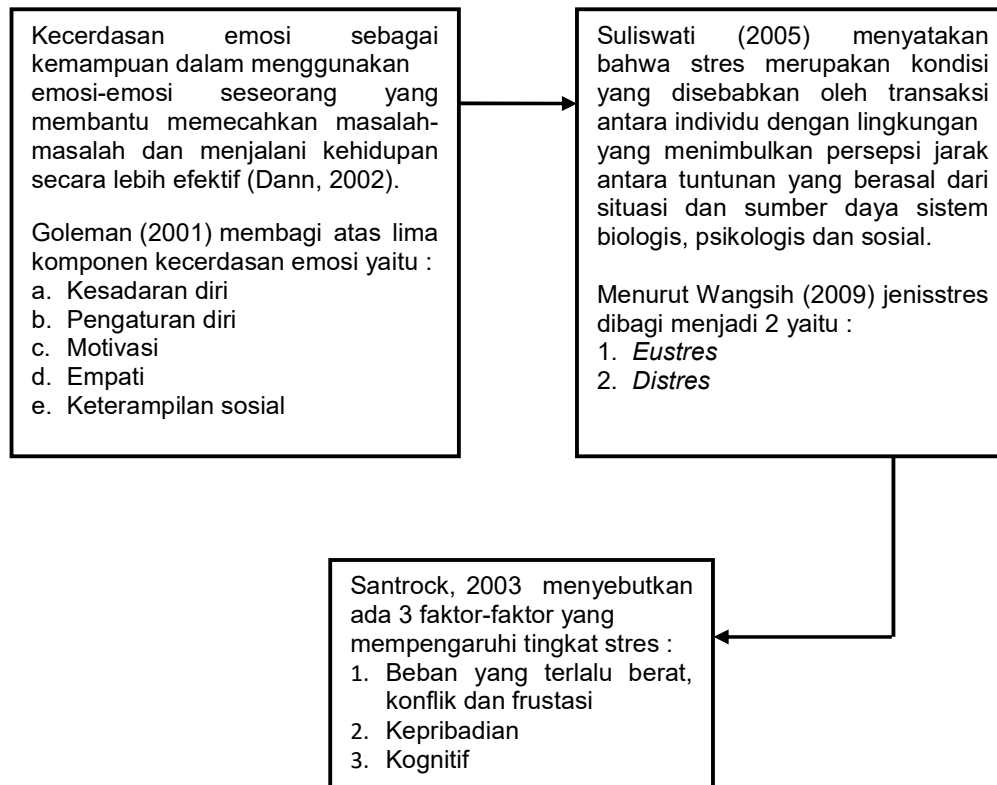 Kecerdasan emosi sebagai
kemampuan dalam menggunakan
emosi-emosi seseorang yang
membantu memecahkan masalah-
masalah dan menjalani kehidupan
secara lebih efektif (Dann, 2002).
Goleman (2001) membagi atas lima
komponen kecerdasan emosi yaitu :
a. Kesadaran diri
b. Pengaturan diri
c. Motivasi
d. Empati
e. Keterampilan sosial
Suliswati (2005) menyatakan
bahwa stres merupakan kondisi
yang disebabkan oleh transaksi
antara individu dengan lingkungan
yang menimbulkan persepsi jarak
antara tuntunan yang berasal dari
situasi dan sumber daya sistem
biologis, psikologis dan sosial.
Menurut Wangsih (2009) jenisstres
dibagi menjadi 2 yaitu :
1. Eustres
2. Distres
Santrock, 2003 menyebutkan
ada 3 faktor-faktor yang
mempengaruhi tingkat stres :
1. Beban yang terlalu berat,
konflik dan frustasi
2. Kepribadian
3. Kognitif